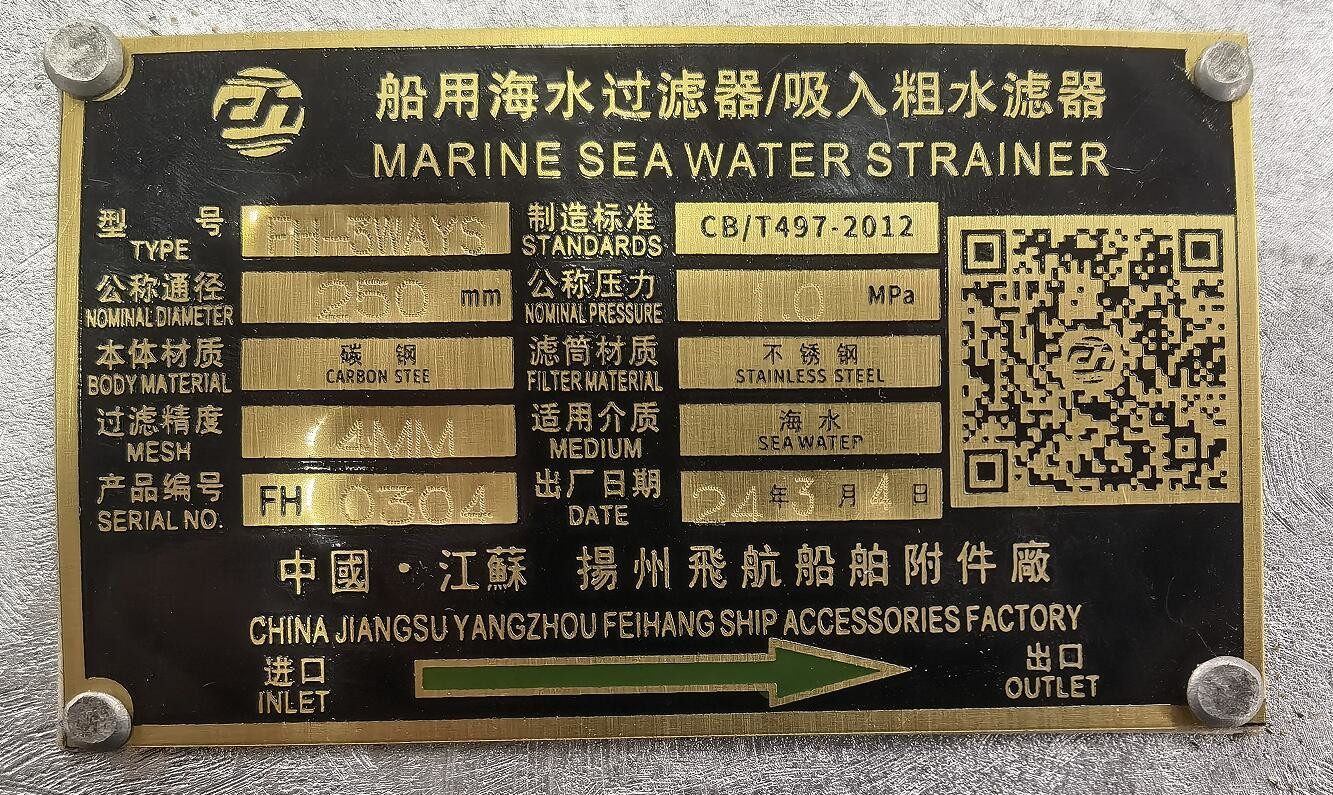 船用海水过滤器/吸入粗水滤器
MARINE SEA WATER STRAINER
型 号 FH-3WAYS 制造标准 CB/T497-2012
TYPE STANDARDS
公称通径 250 mm 公称压力 1.0 MPa
NOMINAL DIAMETER NOMINAL PRESSURE
本体材质 碳 钢 滤筒材质 不 锈 钢
BODY MATERIAL CARBON STEE FILTER MATERIAL STAINLESS STEEL
过滤精度 4MM 适用介质 海 水
MESH MEDIUM SEA WATER
产品编号 FH 0304 出厂日期 24 年 3 月 4 日
SERIAL NO. DATE
中國·江蘇 揚州飛航船舶附件廠
CHINA JIANGSU YANGZHOU FEIHANG SHIP ACCESSORIES FACTORY
进口 出口
INLET OUTLET